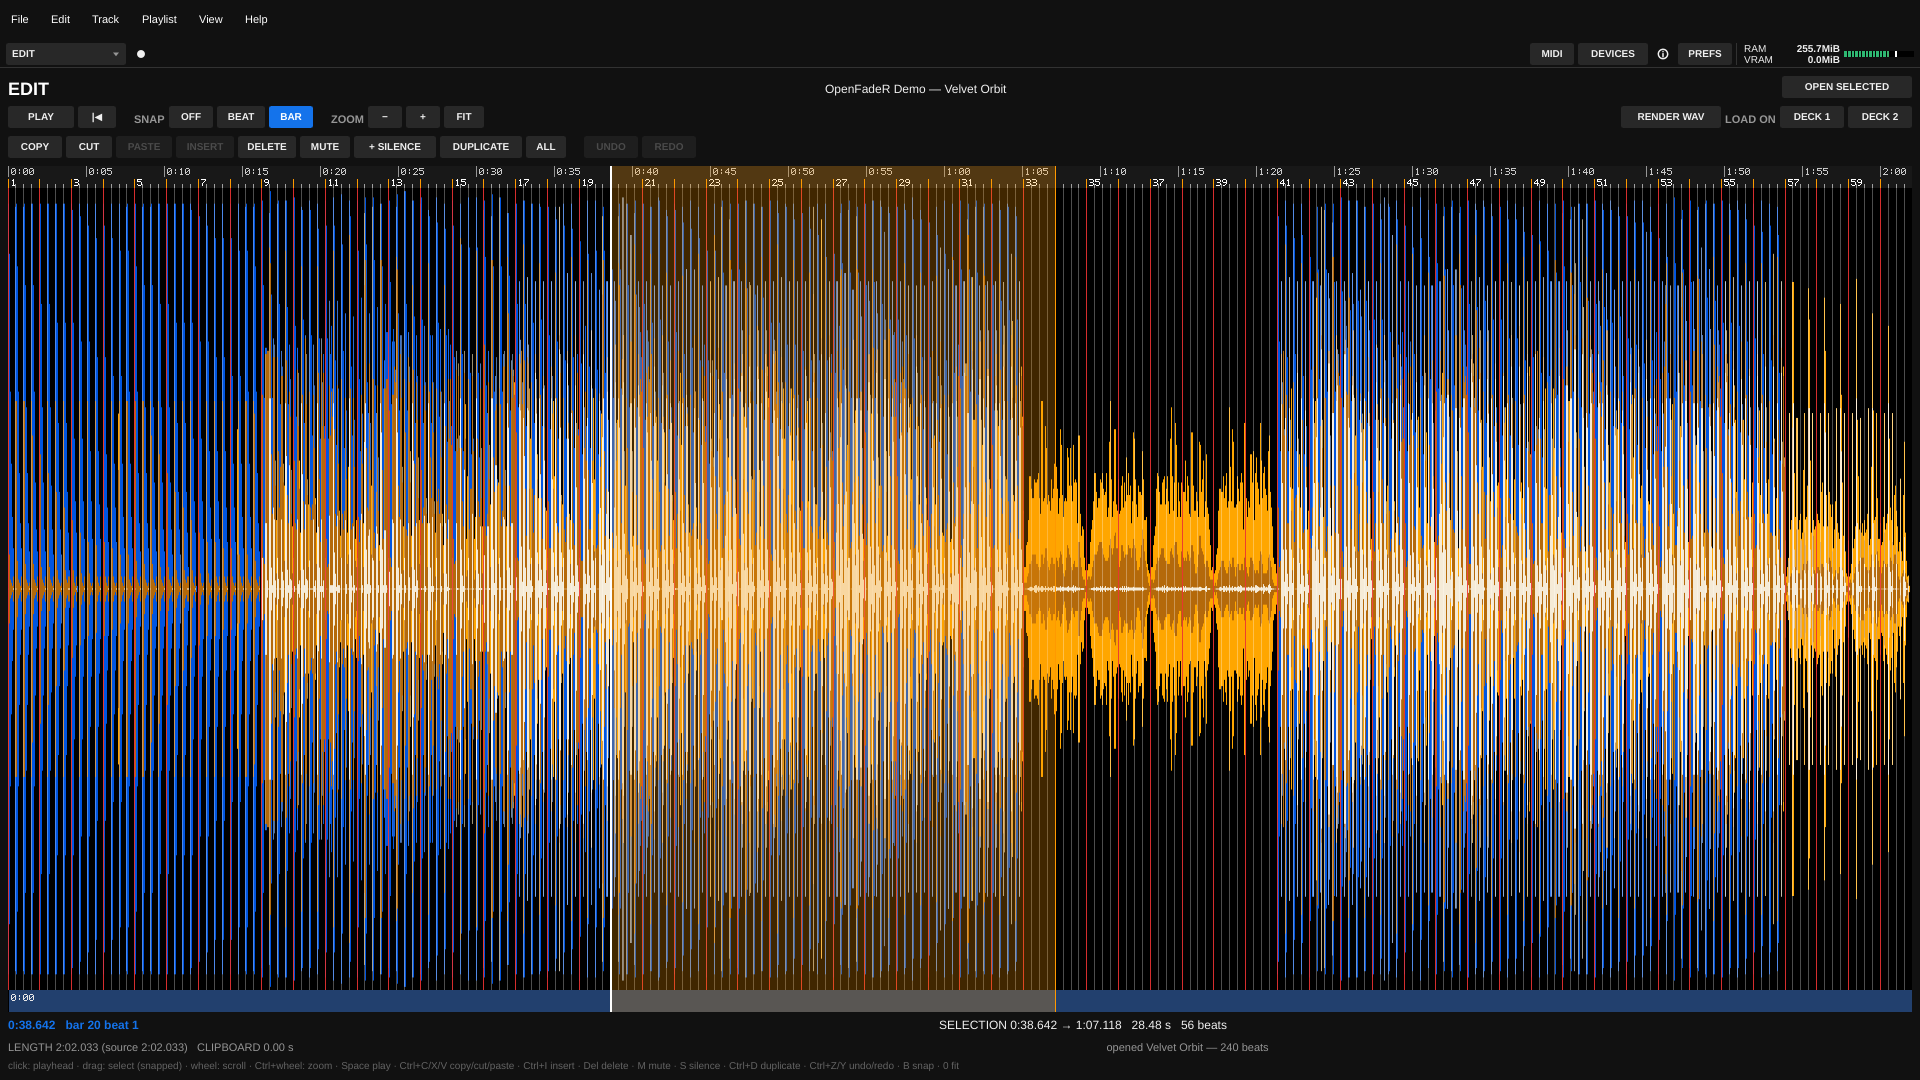 File Edit Track Playlist View Help
EDIT MIDI DEVICES PREFS RAM 255.7MiB
VRAM 0.0MiB
EDIT OpenFadeR Demo — Velvet Orbit OPEN SELECTED
PLAY SNAP OFF BEAT BAR ZOOM − + FIT RENDER WAV LOAD ON DECK 1 DECK 2
COPY CUT PASTE INSERT DELETE MUTE + SILENCE DUPLICATE ALL UNDO REDO
0:00 0:05 0:10 0:15 0:20 0:25 0:30 0:35 0:40 0:45 0:50 0:55 1:00 1:05 1:10 1:15 1:20 1:25 1:30 1:35 1:40 1:45 1:50 1:55 2:00
1 3 5 7 9 11 13 15 17 19 21 23 25 27 29 31 33 35 37 39 41 43 45 47 49 51 53 55 57 59
0:00
0:38.642 bar 20 beat 1 SELECTION 0:38.642 → 1:07.118 28.48 s 56 beats
LENGTH 2:02.033 (source 2:02.033) CLIPBOARD 0.00 s opened Velvet Orbit — 240 beats
click: playhead · drag: select (snapped) · wheel: scroll · Ctrl+wheel: zoom · Space play · Ctrl+C/X/V copy/cut/paste · Ctrl+I insert · Del delete · M mute · S silence · Ctrl+D duplicate · Ctrl+Z/Y undo/redo · B snap · 0 fit